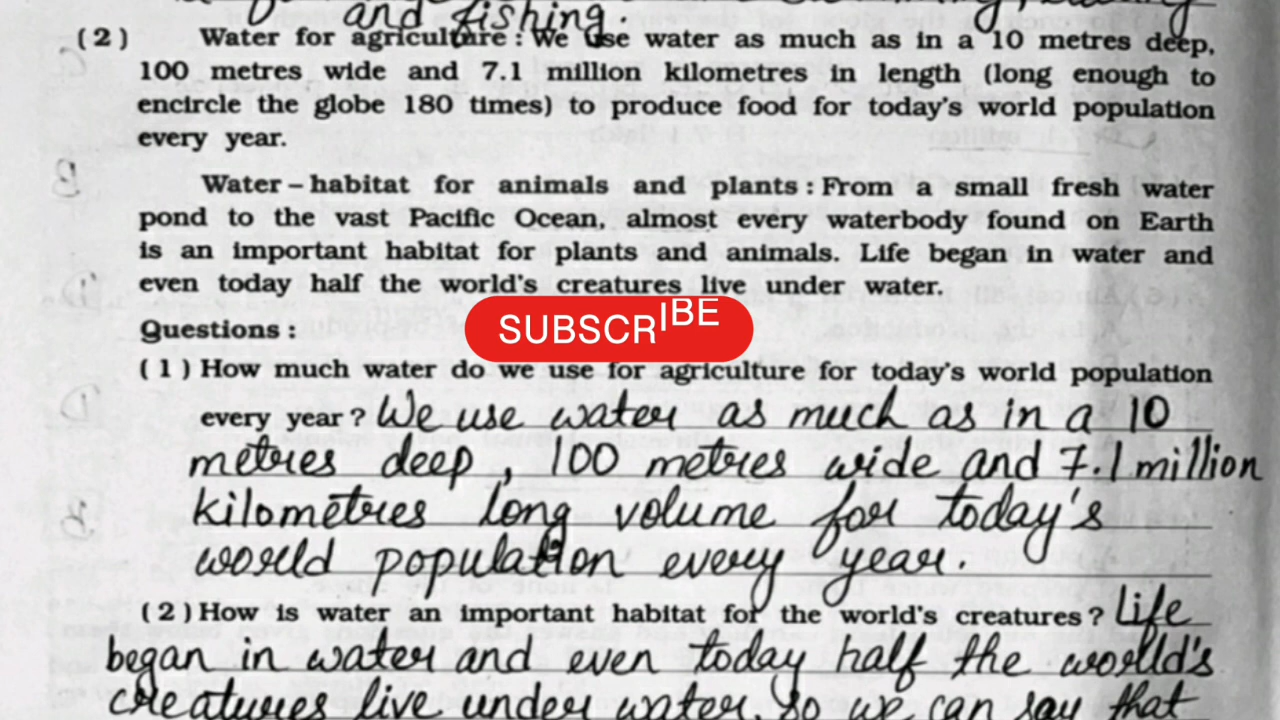 and fishing.
(2) Water for agriculture : We use water as much as in a 10 metres deep,
100 metres wide and 7.1 million kilometres in length (long enough to
encircle the globe 180 times) to produce food for today's world population
every year.
Water – habitat for animals and plants : From a small fresh water
pond to the vast Pacific Ocean, almost every waterbody found on Earth
is an important habitat for plants and animals. Life began in water and
even today half the world's creatures live under water.
Questions :
SUBSCRIBE
(1) How much water do we use for agriculture for today's world population
every year? We use water as much as in a 10
metres deep, 100 metres wide and 7.1 million
kilometres long volume for today's
world population every year.
(2) How is water an important habitat for the world's creatures? Life
began in water and even today half the world's
creatures live under water. So we can say that